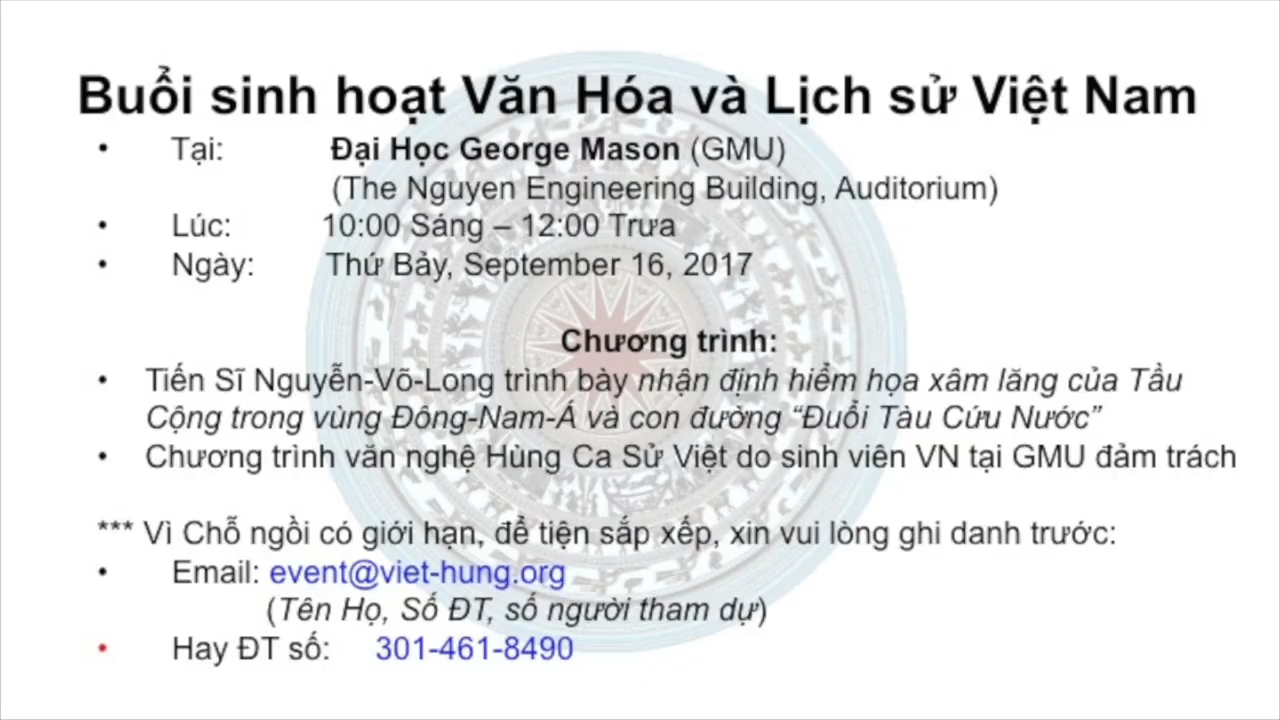 Buổi sinh hoạt Văn Hóa và Lịch sử Việt Nam
• Tại: Đại Học George Mason (GMU)
(The Nguyen Engineering Building, Auditorium)
• Lúc: 10:00 Sáng – 12:00 Trưa
• Ngày: Thứ Bảy, September 16, 2017
Chương trình:
• Tiến Sĩ Nguyễn-Võ-Long trình bày nhận định hiểm họa xâm lăng của Tầu
Cộng trong vùng Đông-Nam-Á và con đường “Đuổi Tàu Cứu Nước”
• Chương trình văn nghệ Hùng Ca Sử Việt do sinh viên VN tại GMU đảm trách
*** Vì Chỗ ngồi có giới hạn, để tiện sắp xếp, xin vui lòng ghi danh trước:
• Email: event@viet-hung.org
(Tên Họ, Số ĐT, số người tham dự)
• Hay ĐT số: 301-461-8490